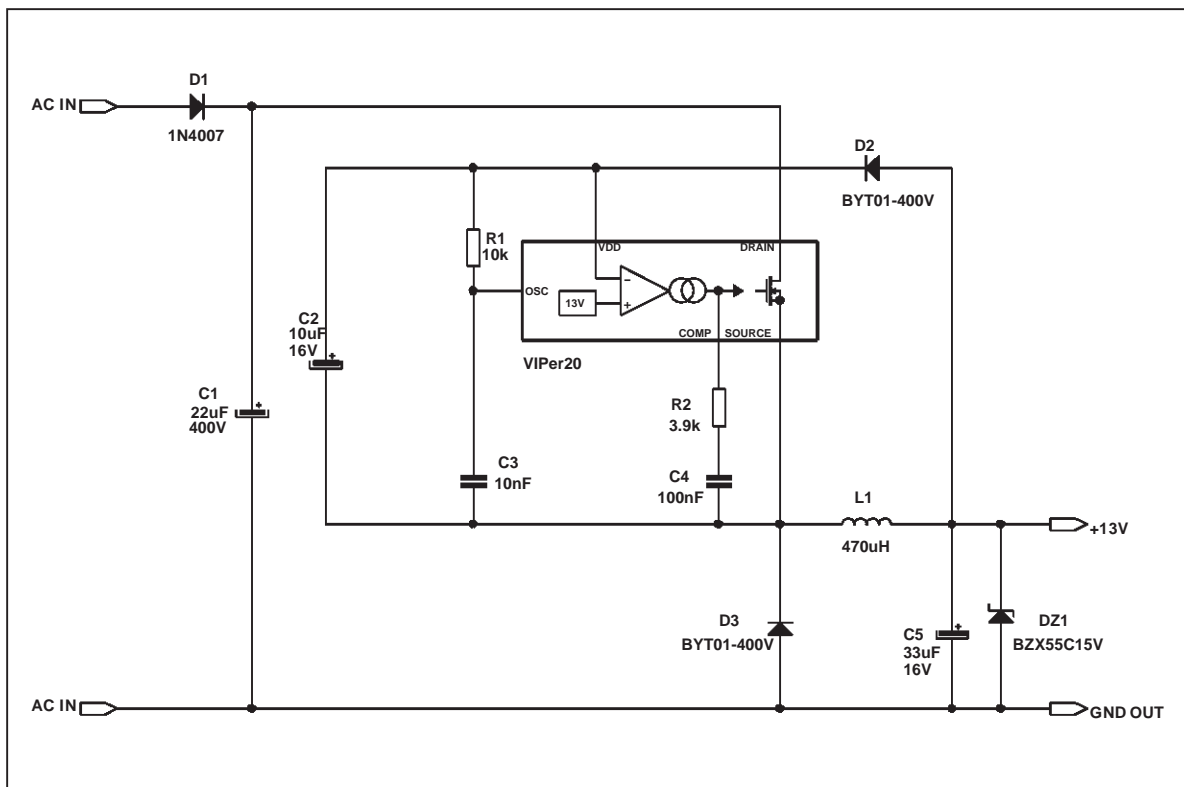 D1
AC IN
1N4007
D2
BYT01-400V
R1
10k
VDD
DRAIN
OSC
13V
–
+
COMP
SOURCE
VIPer20
C2
10uF
16V
+
C1
22uF
400V
+
R2
3.9k
C3
10nF
C4
100nF
L1
470uH
+13V
D3
BYT01-400V
C5
33uF
16V
+
DZ1
BZX55C15V
AC IN
GND OUT